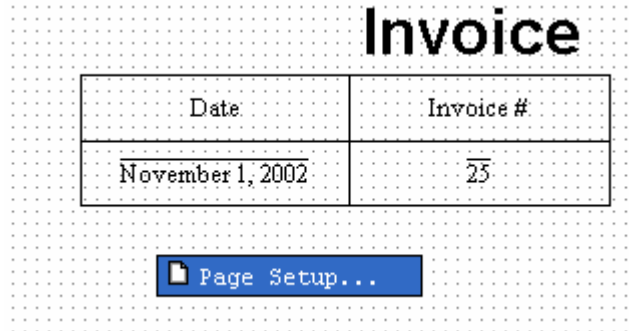 Invoice
Date Invoice #
November 1, 2002 25
Page Setup...